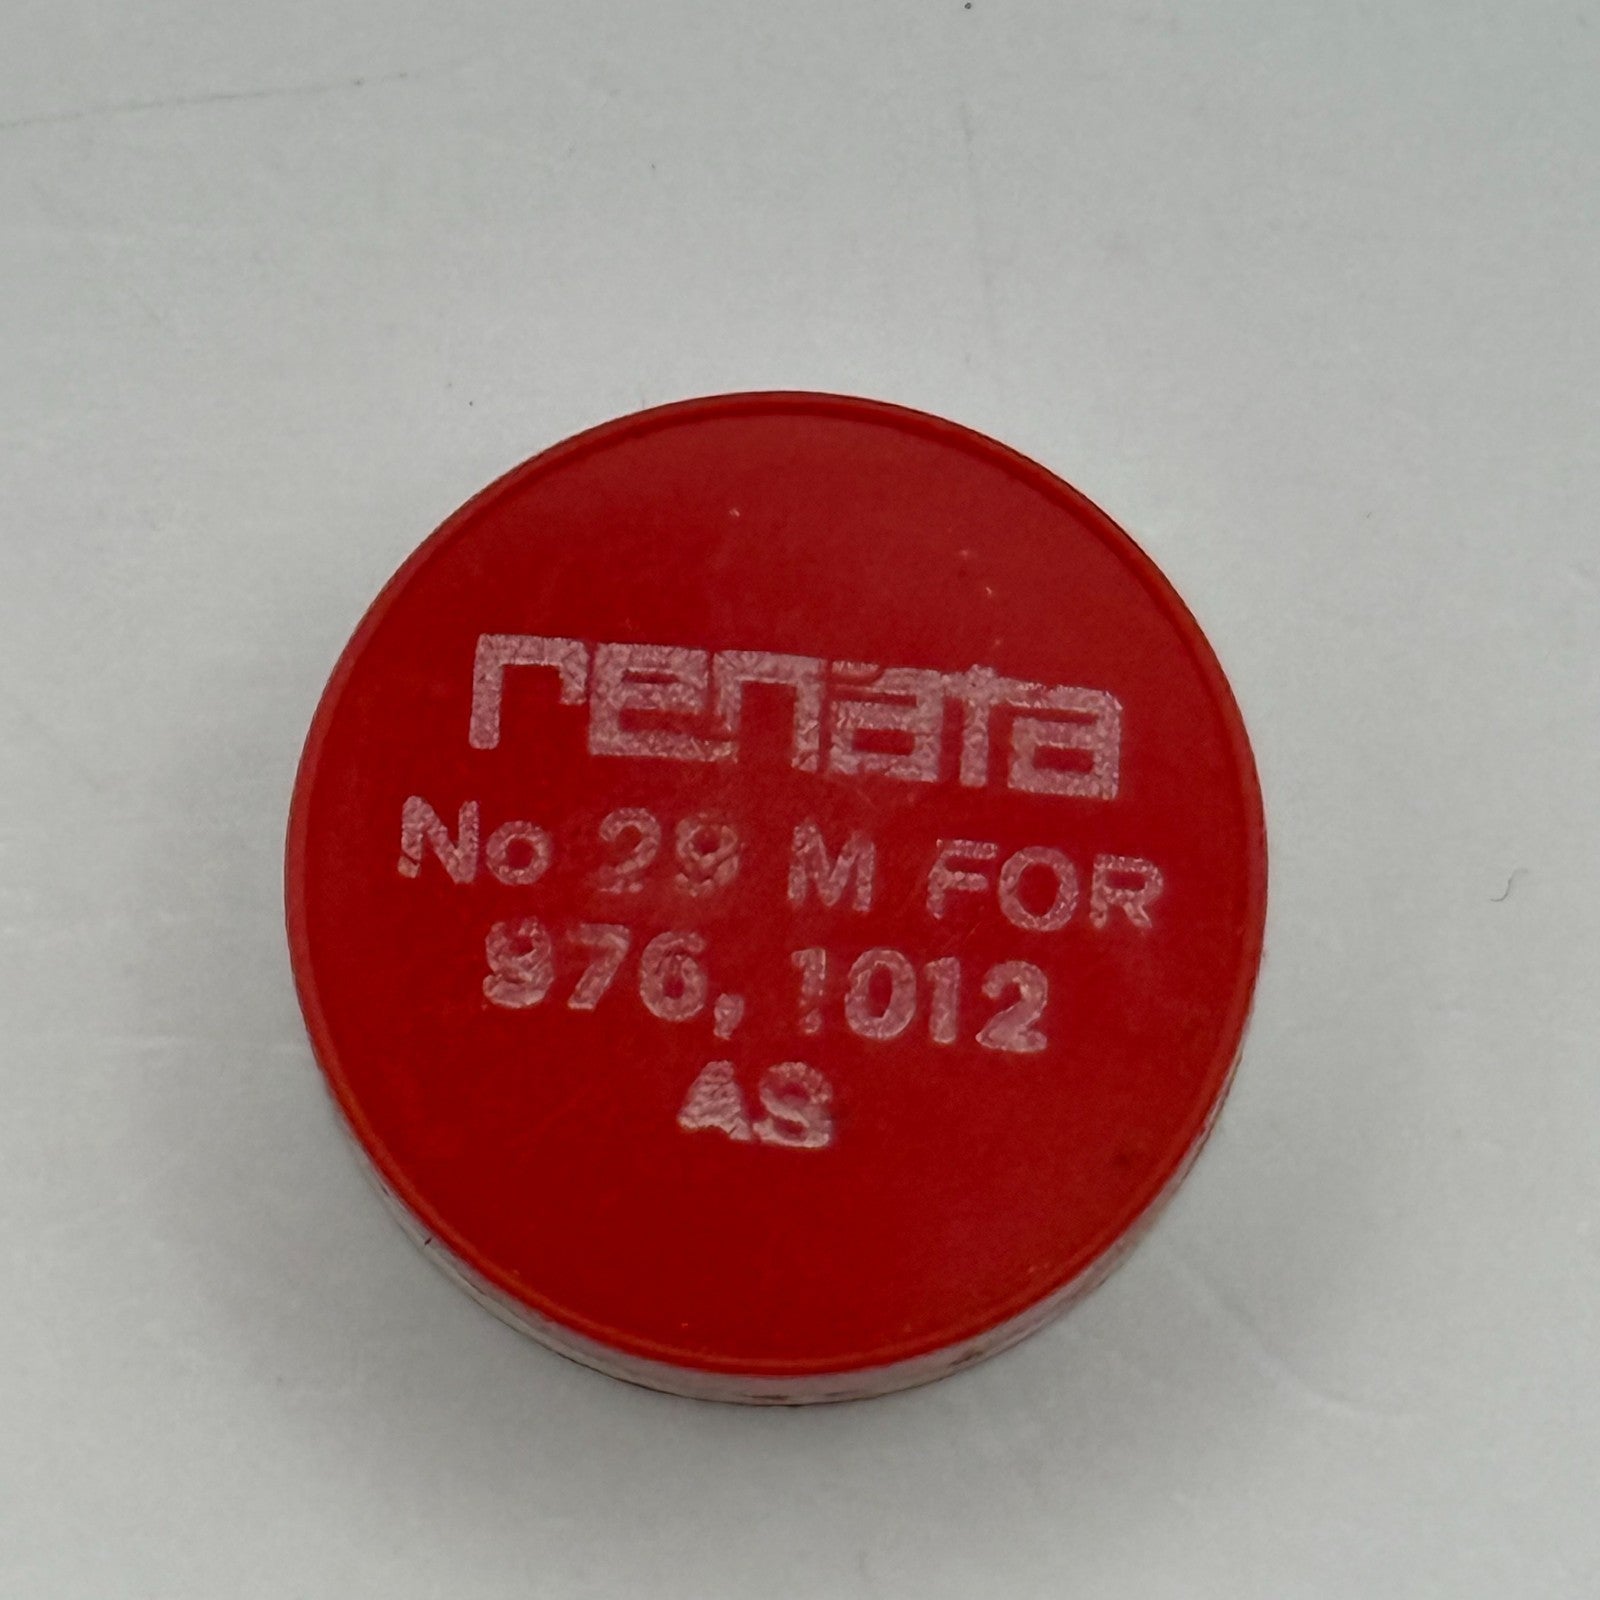 renata
No 29 M FOR
976, 1012
AS